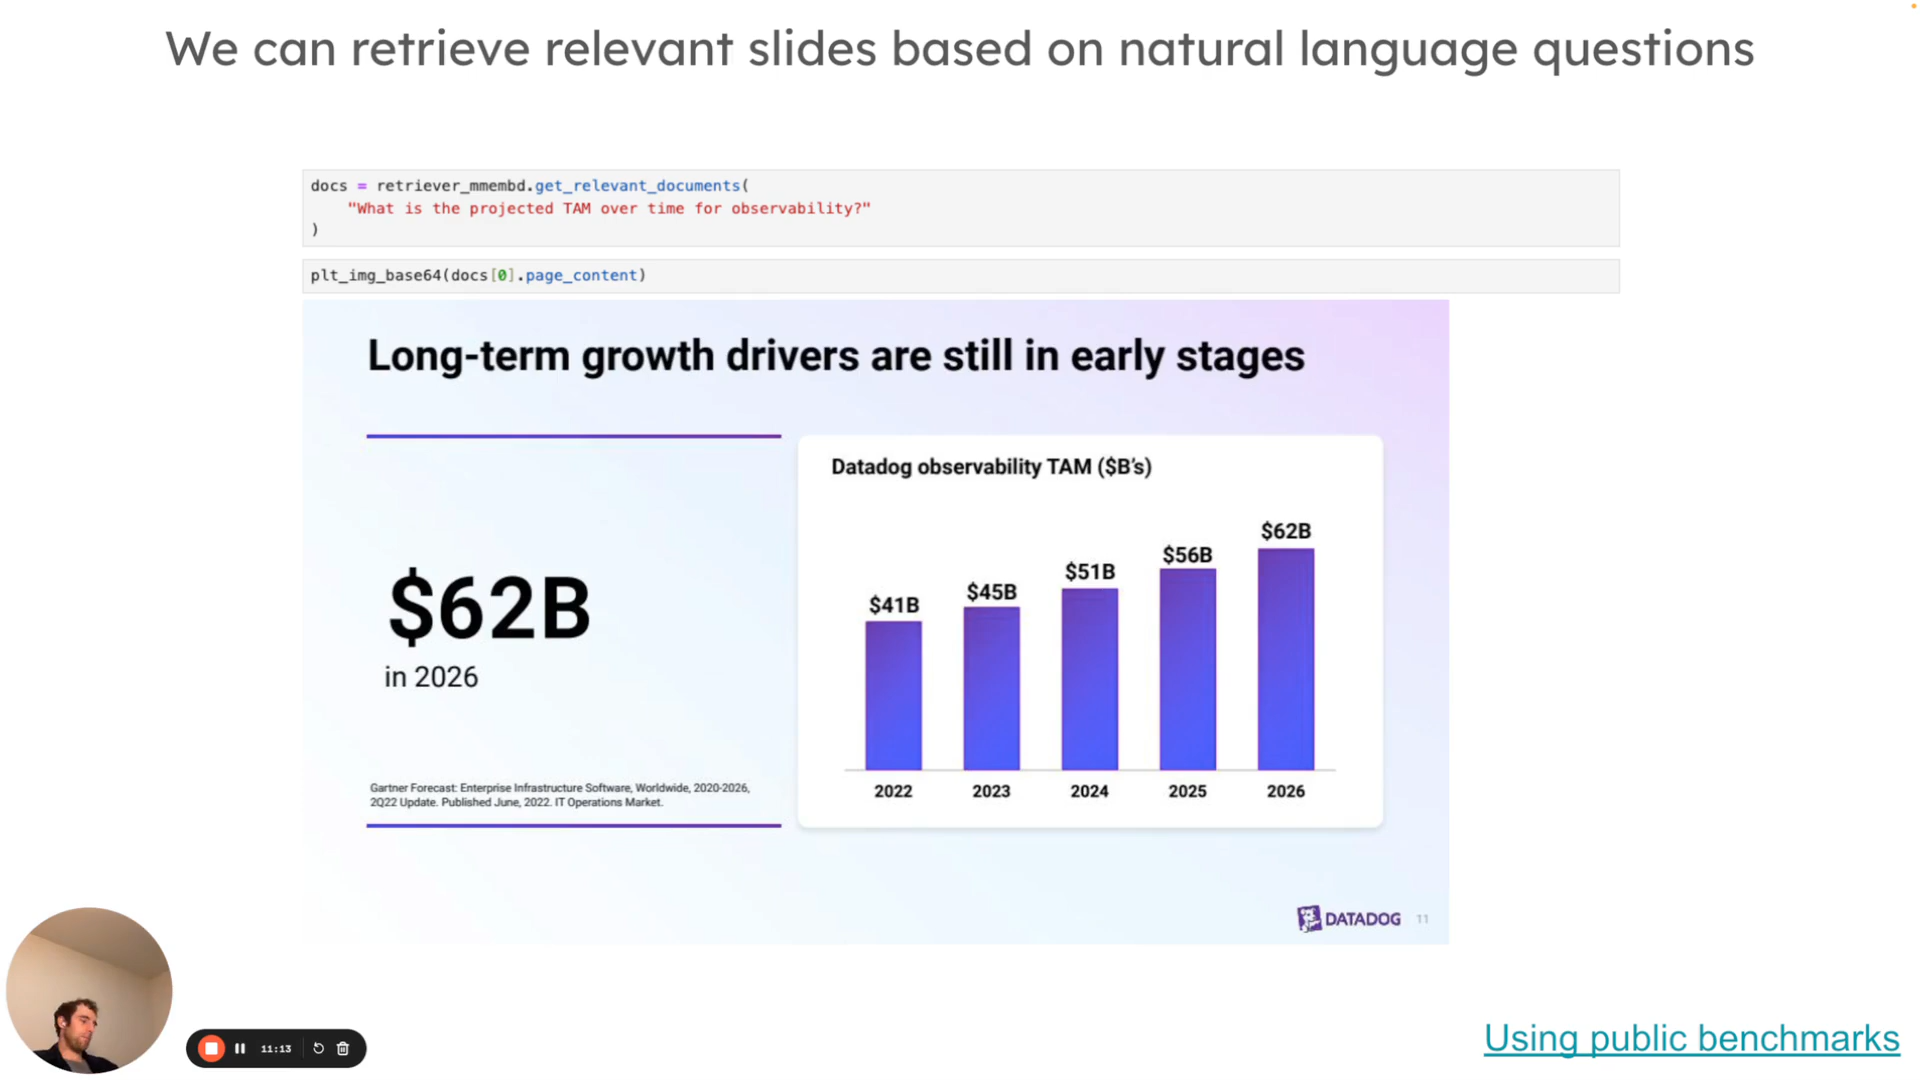 We can retrieve relevant slides based on natural language questions
docs = retriever_mmembd.get_relevant_documents(
    "What is the projected TAM over time for observability?"
)
plt_img_base64(docs[0].page_content)
Long-term growth drivers are still in early stages
$62B
in 2026
Gartner Forecast: Enterprise Infrastructure Software, Worldwide, 2020-2026,
2Q22 Update. Published June, 2022. IT Operations Market.
Datadog observability TAM ($B's)
$41B
$45B
$51B
$56B
$62B
2022
2023
2024
2025
2026
DATADOG
11
11:13
Using public benchmarks